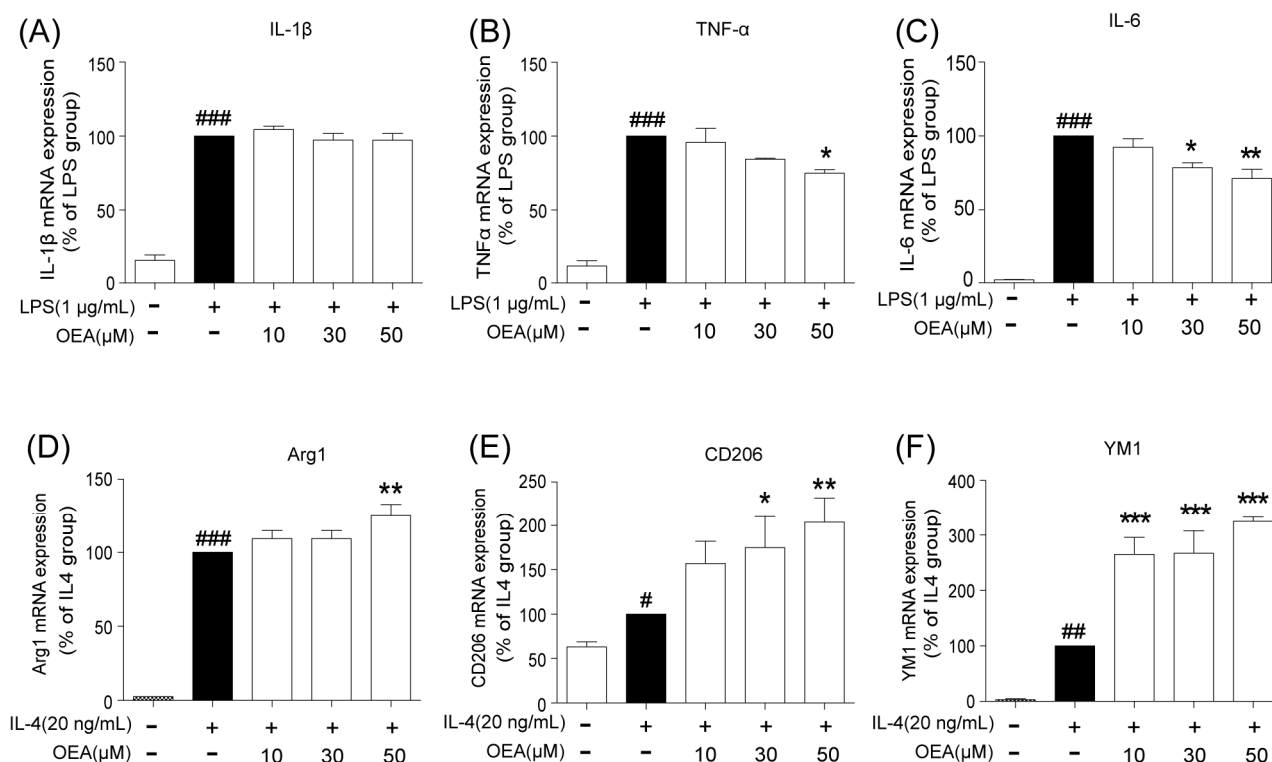 (A)
IL-1β
IL-1β mRNA expression
(% of LPS group)
150
100
50
0
###
LPS(1 µg/mL) - + + + +
OEA(µM) - - 10 30 50
(B)
TNF-α
TNFα mRNA expression
(% of LPS group)
150
100
50
0
###
*
LPS(1 µg/mL) - + + + +
OEA(µM) - - 10 30 50
(C)
IL-6
IL-6 mRNA expression
(% of LPS group)
150
100
50
0
###
*
**
LPS(1 µg/mL) - + + + +
OEA(µM) - - 10 30 50
(D)
Arg1
Arg1 mRNA expression
(% of IL4 group)
150
100
50
0
###
**
IL-4(20 ng/mL) - + + + +
OEA(µM) - - 10 30 50
(E)
CD206
CD206 mRNA expression
(% of IL4 group)
250
200
150
100
50
0
#
*
**
IL-4(20 ng/mL) - + + + +
OEA(µM) - - 10 30 50
(F)
YM1
YM1 mRNA expression
(% of IL4 group)
400
300
200
100
0
##
***
***
***
IL-4(20 ng/mL) - + + + +
OEA(µM) - - 10 30 50